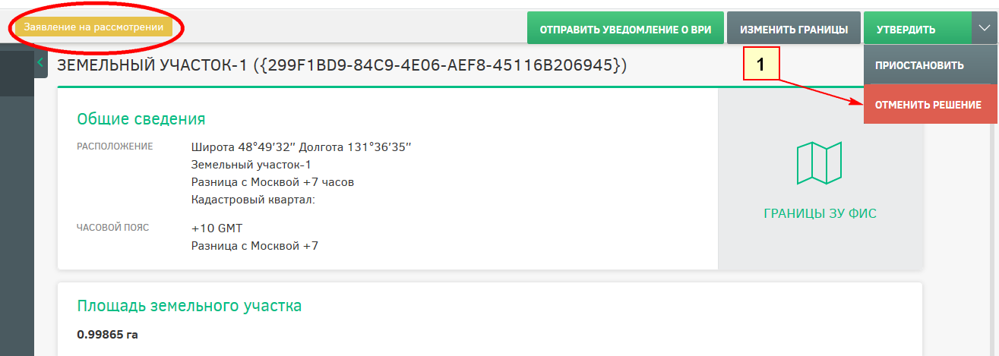 Заявление на рассмотрении
ОТПРАВИТЬ УВЕДОМЛЕНИЕ О ВРИ
ИЗМЕНИТЬ ГРАНИЦЫ
УТВЕРДИТЬ
ЗЕМЕЛЬНЫЙ УЧАСТОК-1 ({299F1BD9-84C9-4E06-AEF8-45116B206945})
1
ПРИОСТАНОВИТЬ
ОТМЕНИТЬ РЕШЕНИЕ
Общие сведения
РАСПОЛОЖЕНИЕ
Широта 48°49′32″ Долгота 131°36′35″
Земельный участок-1
Разница с Москвой +7 часов
Кадастровый квартал:
ЧАСОВОЙ ПОЯС
+10 GMT
Разница с Москвой +7
ГРАНИЦЫ ЗУ ФИС
Площадь земельного участка
0.99865 га